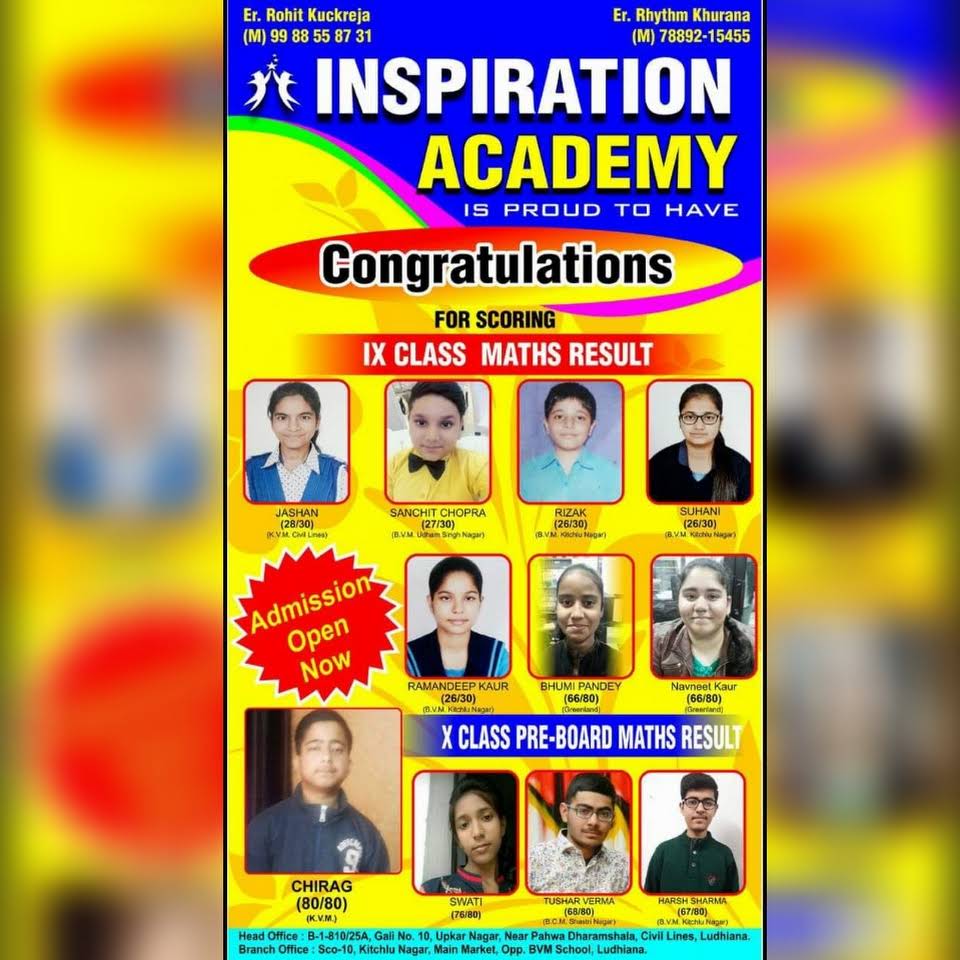 Er. Rohit Kuckreja
(M) 99 88 55 87 31
Er. Rhythm Khurana
(M) 78892-15455
INSPIRATION
ACADEMY
IS PROUD TO HAVE
Congratulations
FOR SCORING
IX CLASS MATHS RESULT
JASHAN
(28/30)
(K.V.M. Civil Lines)
SANCHIT CHOPRA
(27/30)
(B.V.M. Udham Singh Nagar)
RIZAK
(26/30)
(B.V.M. Kitchlu Nagar)
SUHANI
(26/30)
(B.V.M. Kitchlu Nagar)
Admission
Open
Now
RAMANDEEP KAUR
(26/30)
(B.V.M. Kitchlu Nagar)
BHUMI PANDEY
(66/80)
(Greenland)
Navneet Kaur
(66/80)
(Greenland)
X CLASS PRE-BOARD MATHS RESULT
CHIRAG
(80/80)
(K.V.M.)
SWATI
(76/80)
TUSHAR VERMA
(68/80)
(B.C.M. Shastri Nagar)
HARSH SHARMA
(67/80)
(B.V.M. Kitchlu Nagar)
Head Office : B-1-810/25A, Gali No. 10, Upkar Nagar, Near Pahwa Dharamshala, Civil Lines, Ludhiana.
Branch Office : Sco-10, Kitchlu Nagar, Main Market, Opp. BVM School, Ludhiana.